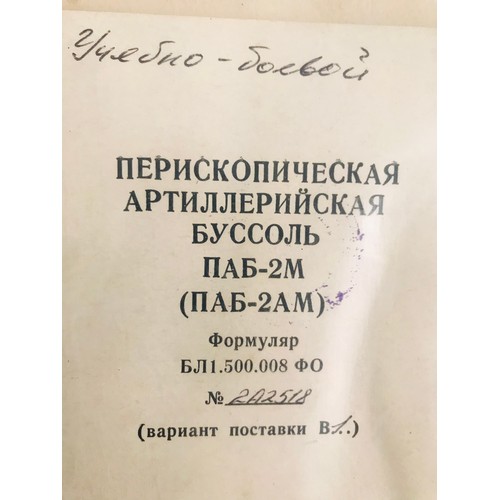 Учебно-боевой
ПЕРИСКОПИЧЕСКАЯ
АРТИЛЛЕРИЙСКАЯ
БУССОЛЬ
ПАБ-2М
(ПАБ-2АМ)
Формуляр
БЛ1.500.008 ФО
№ 2А2518
(вариант поставки В1.)